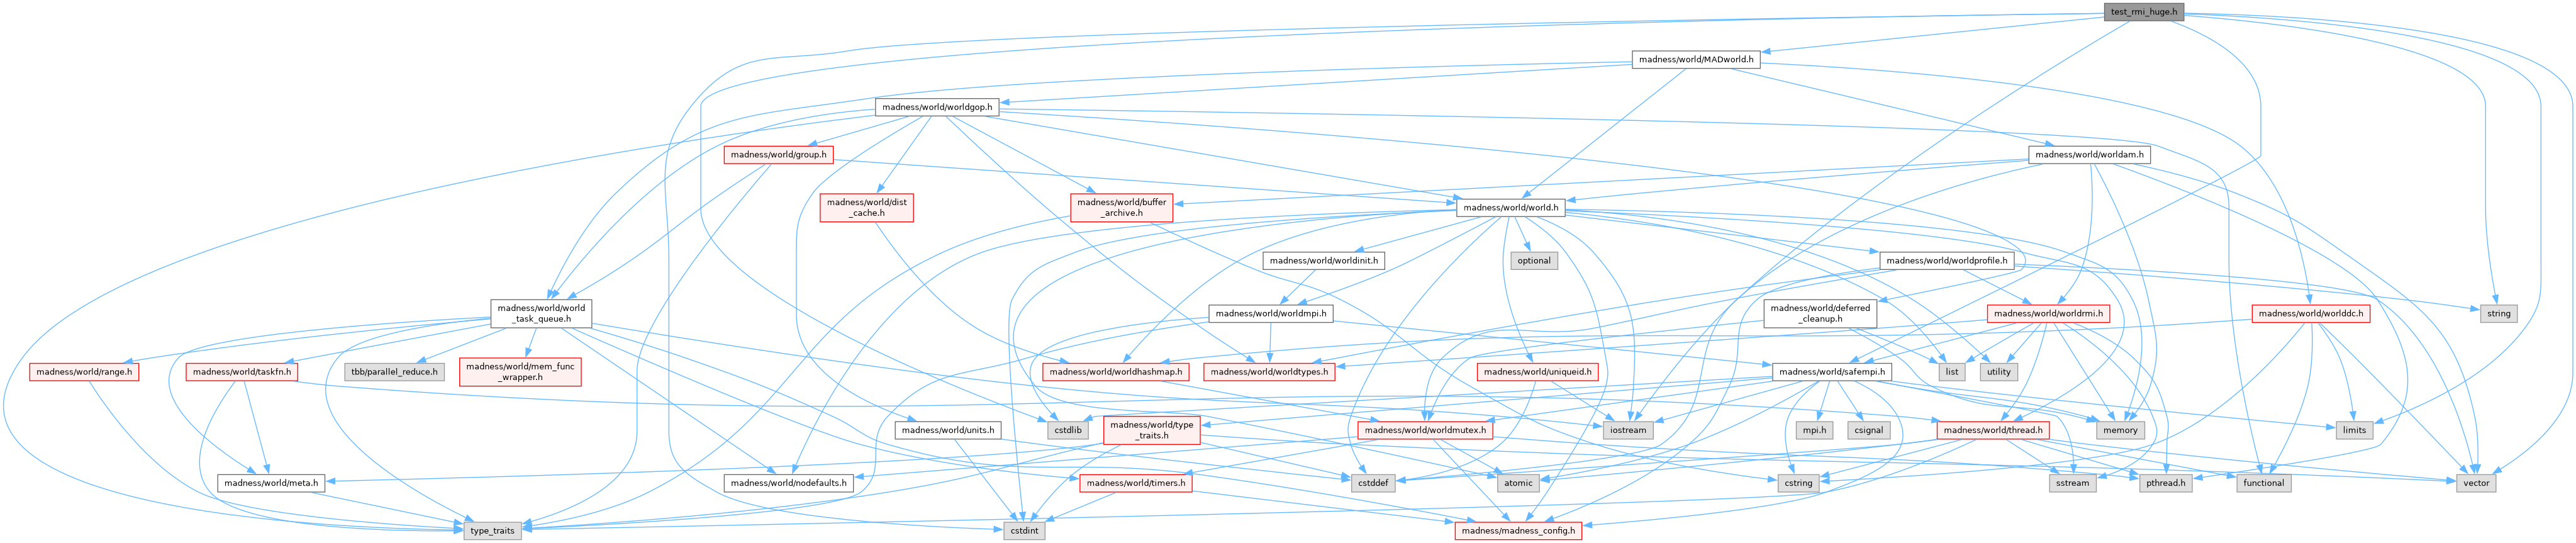 test_rmi_huge.h
madness/world/MADworld.h
madness/world/worldgop.h
madness/world/group.h
madness/world/worldam.h
madness/world/dist
_cache.h
madness/world/buffer
_archive.h
madness/world/world.h
madness/world/worldinit.h
optional
madness/world/worldprofile.h
madness/world/world
_task_queue.h
madness/world/worldmpi.h
madness/world/deferred
_cleanup.h
madness/world/worldrmi.h
madness/world/worlddc.h
string
madness/world/range.h
madness/world/taskfn.h
tbb/parallel_reduce.h
madness/world/mem_func
_wrapper.h
madness/world/worldhashmap.h
madness/world/worldtypes.h
madness/world/uniqueid.h
madness/world/safempi.h
list
utility
madness/world/units.h
cstdlib
madness/world/type
_traits.h
madness/world/worldmutex.h
iostream
mpi.h
csignal
madness/world/thread.h
memory
limits
madness/world/meta.h
madness/world/nodefaults.h
madness/world/timers.h
cstddef
atomic
cstring
sstream
pthread.h
functional
vector
type_traits
cstdint
madness/madness_config.h